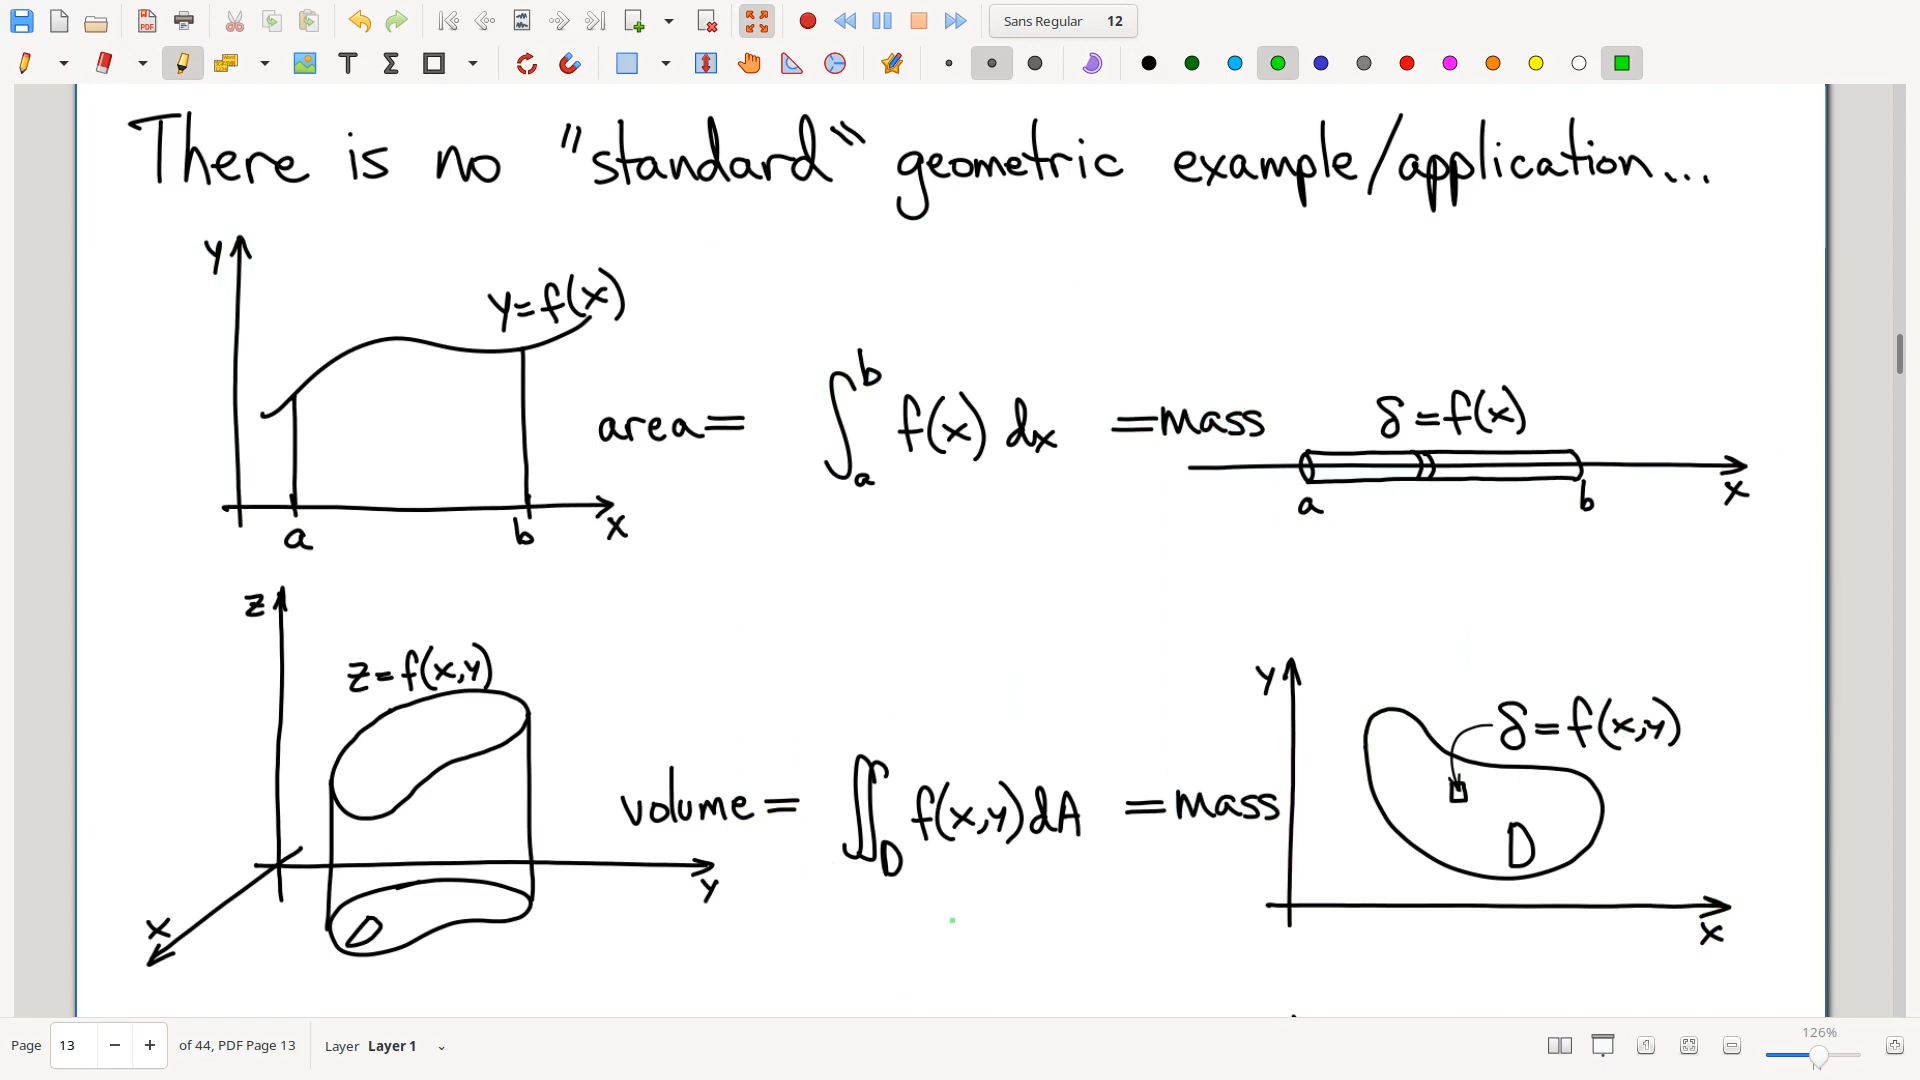 Sans Regular 12
There is no "standard" geometric example/application...
y
y=f(x)
area= ∫_a^b f(x) dx =mass
δ=f(x)
a b x
a b x
z
z=f(x,y)
y
δ=f(x,y)
volume= ∬_D f(x,y)dA =mass
D
y
x
D
x
Page 13 of 44, PDF Page 13 Layer Layer 1 126%